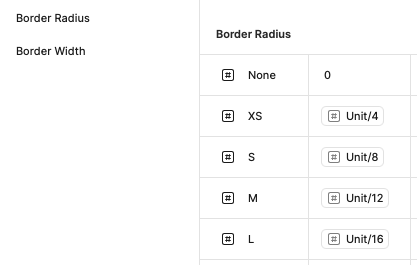 Border Radius
Border Width
Border Radius
None 0
XS Unit/4
S Unit/8
M Unit/12
L Unit/16